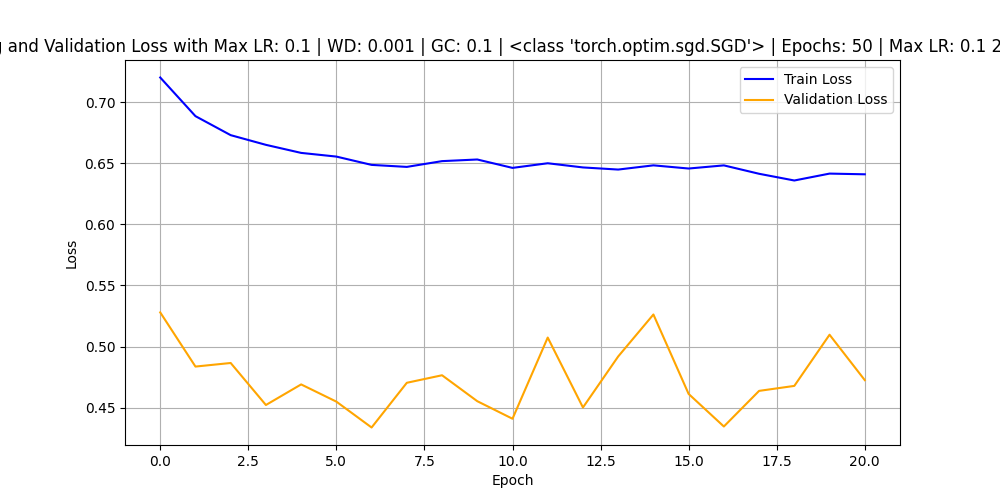 g and Validation Loss with Max LR: 0.1 | WD: 0.001 | GC: 0.1 | <class 'torch.optim.sgd.SGD'> | Epochs: 50 | Max LR: 0.1 2
Train Loss
Validation Loss
0.70
0.65
0.60
0.55
0.50
0.45
Loss
0.0 2.5 5.0 7.5 10.0 12.5 15.0 17.5 20.0
Epoch